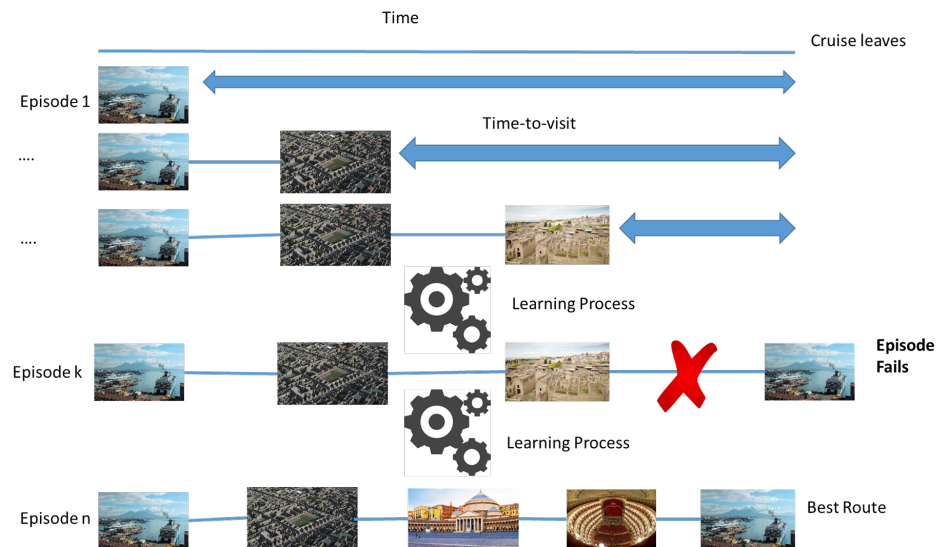 Time
Cruise leaves
Episode 1
Time-to-visit
....
....
Learning Process
Episode k
Episode
Fails
Learning Process
Episode n
Best Route